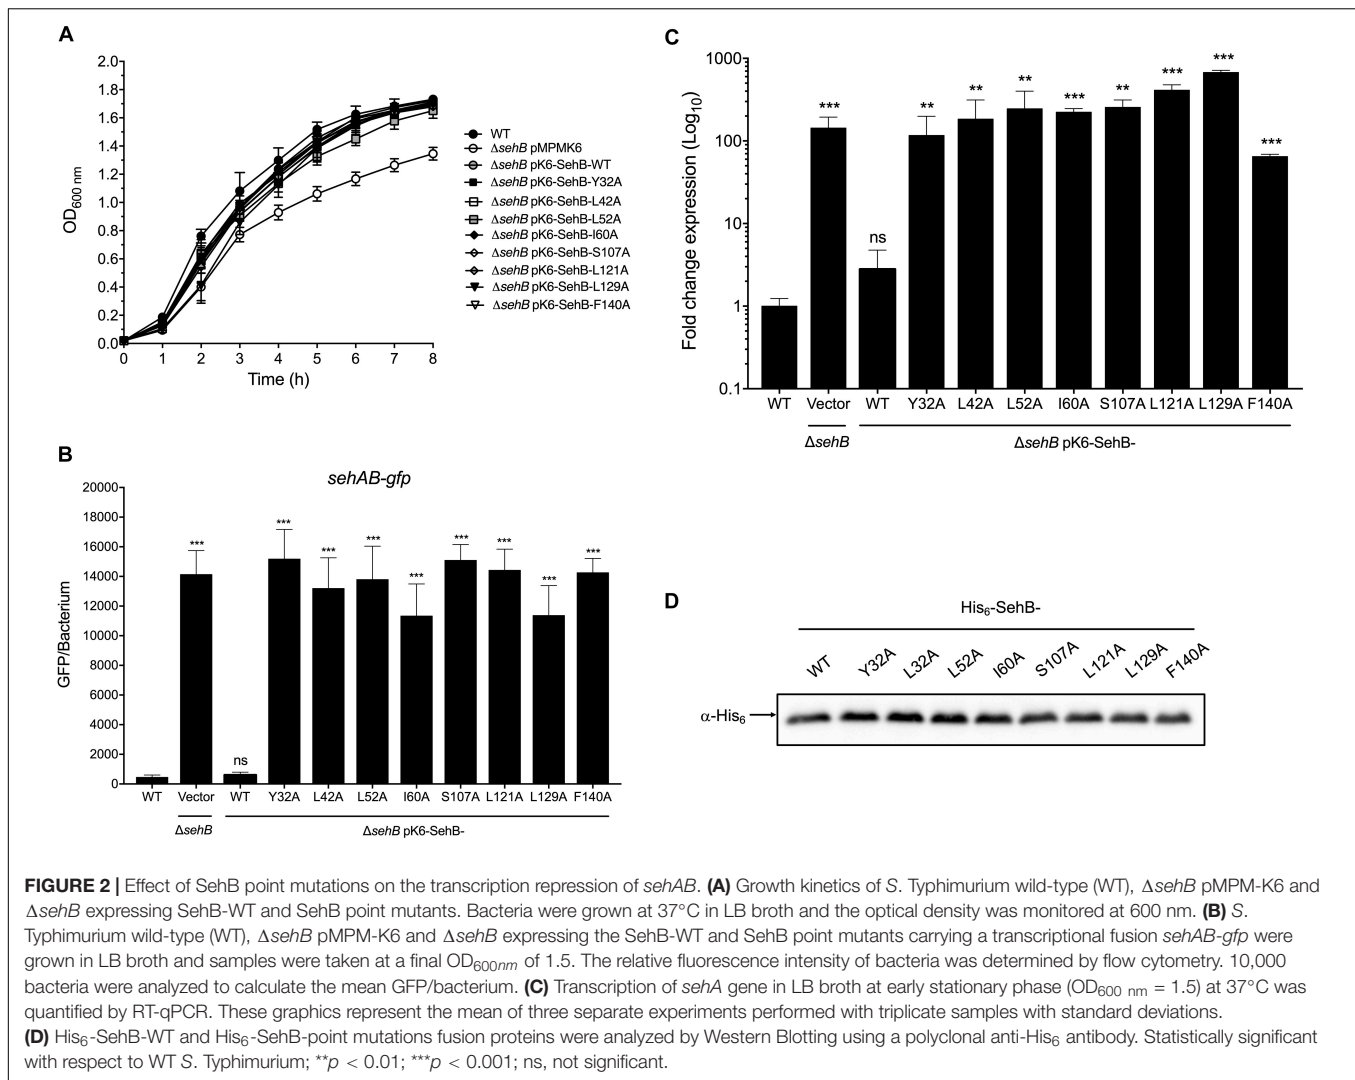 A
2.0
1.8
1.6
1.4
1.2
1.0
0.8
0.6
0.4
0.2
0.0
OD600 nm
0 1 2 3 4 5 6 7 8
Time (h)
WT
ΔsehB pMPMK6
ΔsehB pK6-SehB-WT
ΔsehB pK6-SehB-Y32A
ΔsehB pK6-SehB-L42A
ΔsehB pK6-SehB-L52A
ΔsehB pK6-SehB-I60A
ΔsehB pK6-SehB-S107A
ΔsehB pK6-SehB-L121A
ΔsehB pK6-SehB-L129A
ΔsehB pK6-SehB-F140A
B
sehAB-gfp
20000
18000
16000
14000
12000
10000
8000
6000
4000
2000
0
GFP/Bacterium
*** ns *** *** *** *** *** *** *** ***
WT Vector WT Y32A L42A L52A I60A S107A L121A L129A F140A
ΔsehB ΔsehB pK6-SehB-
C
1000
100
10
1
0.1
Fold change expression (Log10)
*** ns ** ** ** *** ** *** *** ***
WT Vector WT Y32A L42A L52A I60A S107A L121A L129A F140A
ΔsehB ΔsehB pK6-SehB-
D
His6-SehB-
WT Y32A L32A L52A I60A S107A L121A L129A F140A
α-His6
FIGURE 2 | Effect of SehB point mutations on the transcription repression of sehAB. (A) Growth kinetics of S. Typhimurium wild-type (WT), ΔsehB pMPM-K6 and
ΔsehB expressing SehB-WT and SehB point mutants. Bacteria were grown at 37°C in LB broth and the optical density was monitored at 600 nm. (B) S.
Typhimurium wild-type (WT), ΔsehB pMPM-K6 and ΔsehB expressing the SehB-WT and SehB point mutants carrying a transcriptional fusion sehAB-gfp were
grown in LB broth and samples were taken at a final OD600nm of 1.5. The relative fluorescence intensity of bacteria was determined by flow cytometry. 10,000
bacteria were analyzed to calculate the mean GFP/bacterium. (C) Transcription of sehA gene in LB broth at early stationary phase (OD600 nm = 1.5) at 37°C was
quantified by RT-qPCR. These graphics represent the mean of three separate experiments performed with triplicate samples with standard deviations.
(D) His6-SehB-WT and His6-SehB-point mutations fusion proteins were analyzed by Western Blotting using a polyclonal anti-His6 antibody. Statistically significant
with respect to WT S. Typhimurium; **p < 0.01; ***p < 0.001; ns, not significant.